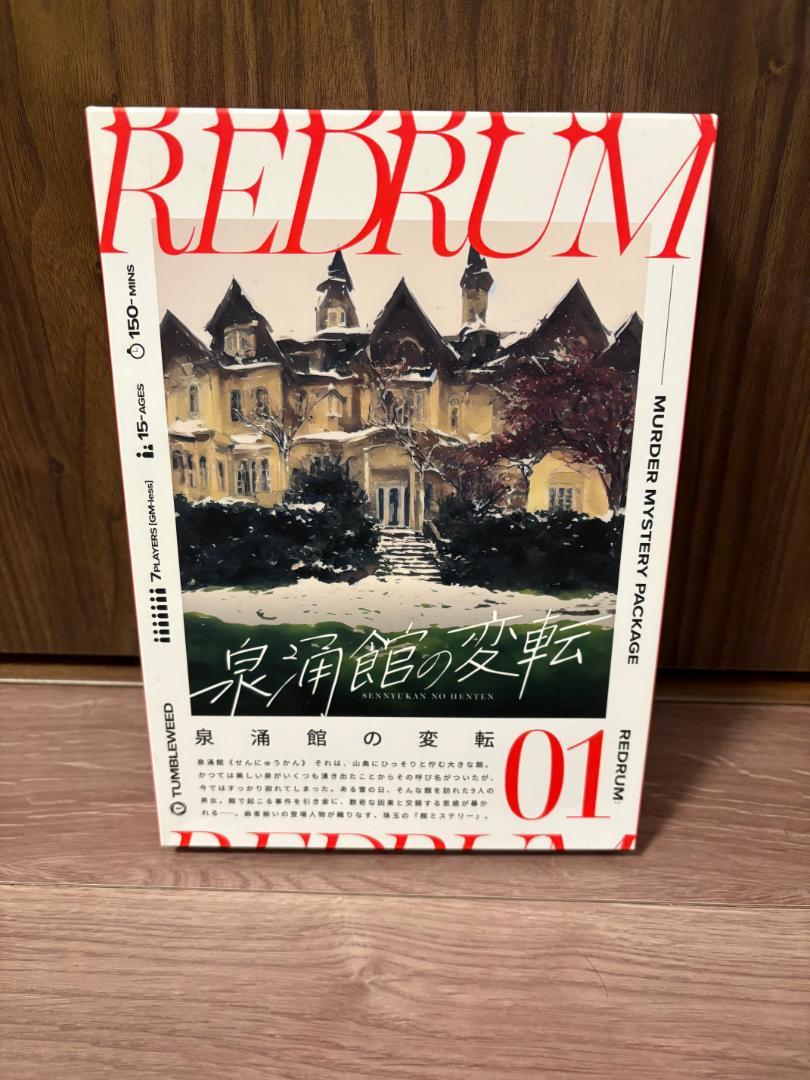 REDRUM
150- MINS
15- AGES
7PLAYERS [GM-less]
TUMBLEWEED
MURDER MYSTERY PACKAGE
REDRUM:
泉涌館の変転
SENNYUKAN NO HENTEN
泉涌館の変転
01
泉涌館《せんにゅうかん》 それは、山奥にひっそりと佇む大きな館。
かつては美しい泉がいくつも湧き出たことからその呼び名がついたが、
今ではすっかり寂れてしまった。ある雪の日、そんな館を訪れた9人の
男女。館で起こる事件を引き金に、数奇な因果と交錯する思惑が暴か
れる――。曲者揃いの登場人物が織りなす、珠玉の『館ミステリー』。
REDRUM